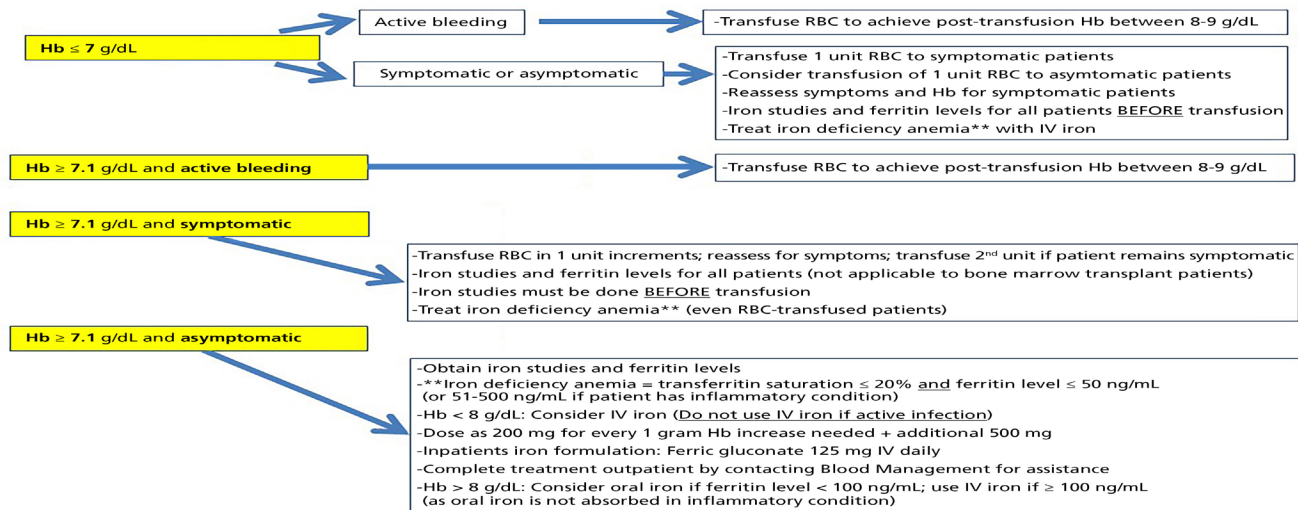 Active bleeding
-Transfuse RBC to achieve post-transfusion Hb between 8-9 g/dL
Hb ≤ 7 g/dL
Symptomatic or asymptomatic
-Transfuse 1 unit RBC to symptomatic patients
-Consider transfusion of 1 unit RBC to asymtomatic patients
-Reassess symptoms and Hb for symptomatic patients
-Iron studies and ferritin levels for all patients BEFORE transfusion
-Treat iron deficiency anemia** with IV iron
Hb ≥ 7.1 g/dL and active bleeding
-Transfuse RBC to achieve post-transfusion Hb between 8-9 g/dL
Hb ≥ 7.1 g/dL and symptomatic
-Transfuse RBC in 1 unit increments; reassess for symptoms; transfuse 2nd unit if patient remains symptomatic
-Iron studies and ferritin levels for all patients (not applicable to bone marrow transplant patients)
-Iron studies must be done BEFORE transfusion
-Treat iron deficiency anemia** (even RBC-transfused patients)
Hb ≥ 7.1 g/dL and asymptomatic
-Obtain iron studies and ferritin levels
-**Iron deficiency anemia = transferritin saturation ≤ 20% and ferritin level ≤ 50 ng/mL
(or 51-500 ng/mL if patient has inflammatory condition)
-Hb < 8 g/dL: Consider IV iron (Do not use IV iron if active infection)
-Dose as 200 mg for every 1 gram Hb increase needed + additional 500 mg
-Inpatients iron formulation: Ferric gluconate 125 mg IV daily
-Complete treatment outpatient by contacting Blood Management for assistance
-Hb > 8 g/dL: Consider oral iron if ferritin level < 100 ng/mL; use IV iron if ≥ 100 ng/mL
(as oral iron is not absorbed in inflammatory condition)